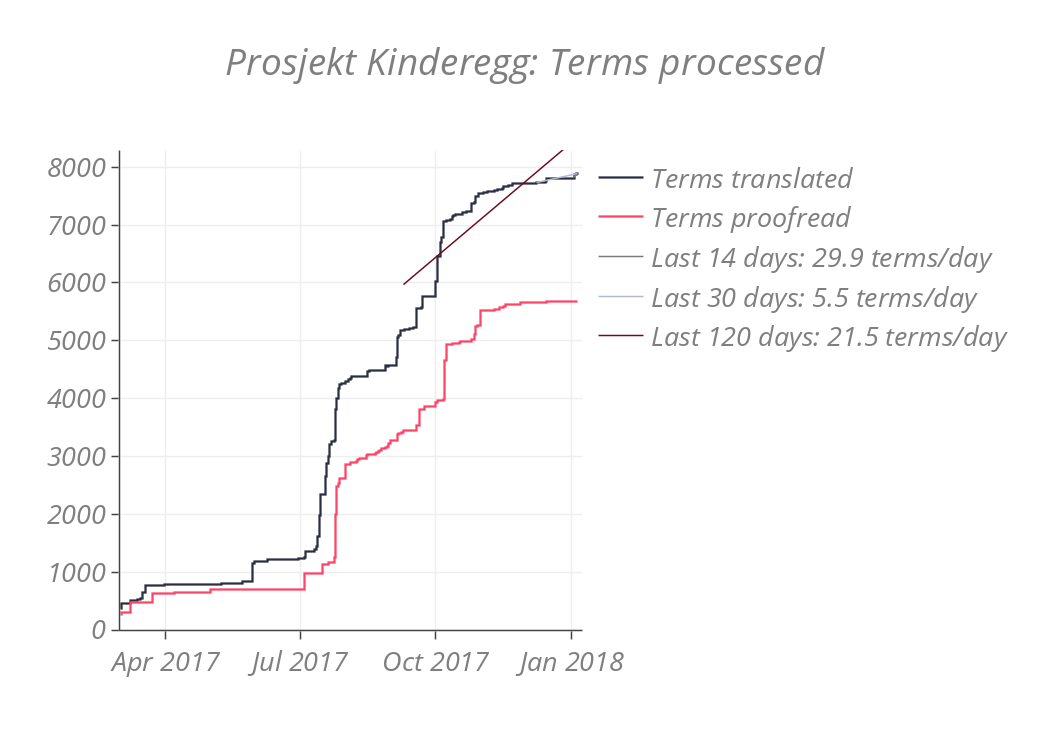 Prosjekt Kinderegg: Terms processed
8000
7000
6000
5000
4000
3000
2000
1000
0
Apr 2017 Jul 2017 Oct 2017 Jan 2018
Terms translated
Terms proofread
Last 14 days: 29.9 terms/day
Last 30 days: 5.5 terms/day
Last 120 days: 21.5 terms/day